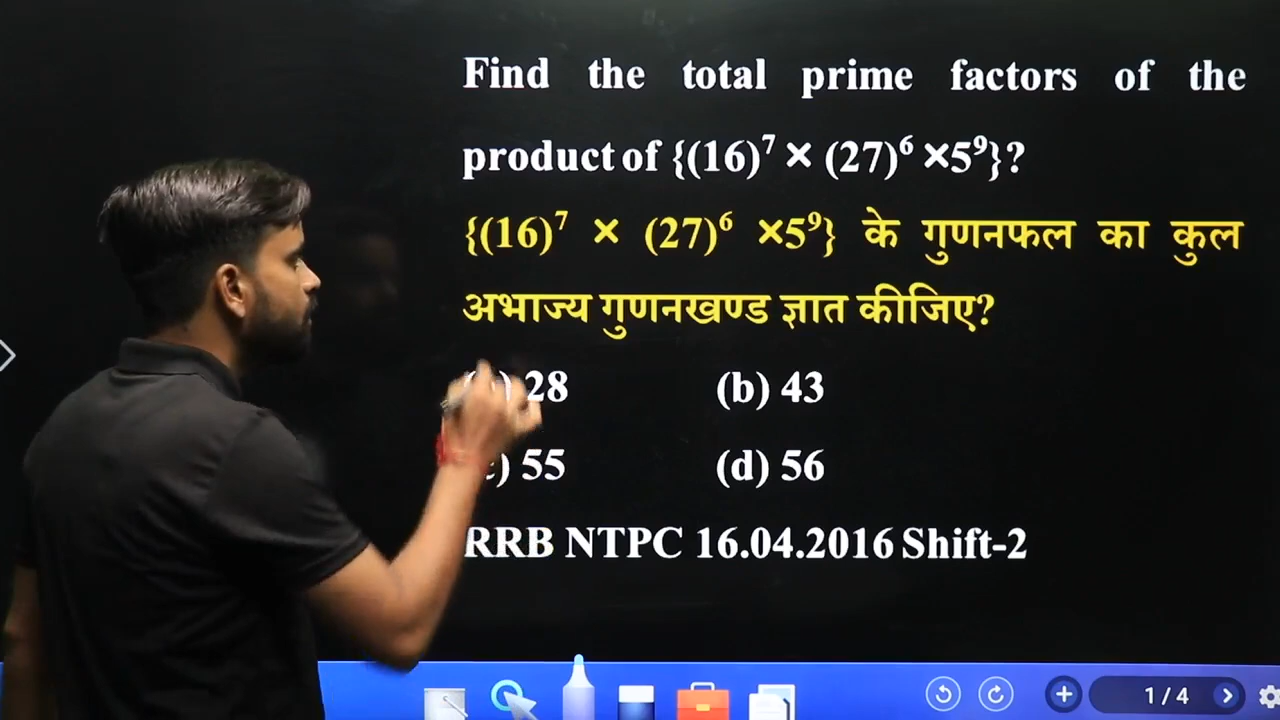 Find the total prime factors of the
product of {(16)⁷ × (27)⁶ ×5⁹}?
{(16)⁷ × (27)⁶ ×5⁹} के गुणनफल का कुल
अभाज्य गुणनखण्ड ज्ञात कीजिए?
28 (b) 43
55 (d) 56
RRB NTPC 16.04.2016 Shift-2
1 / 4